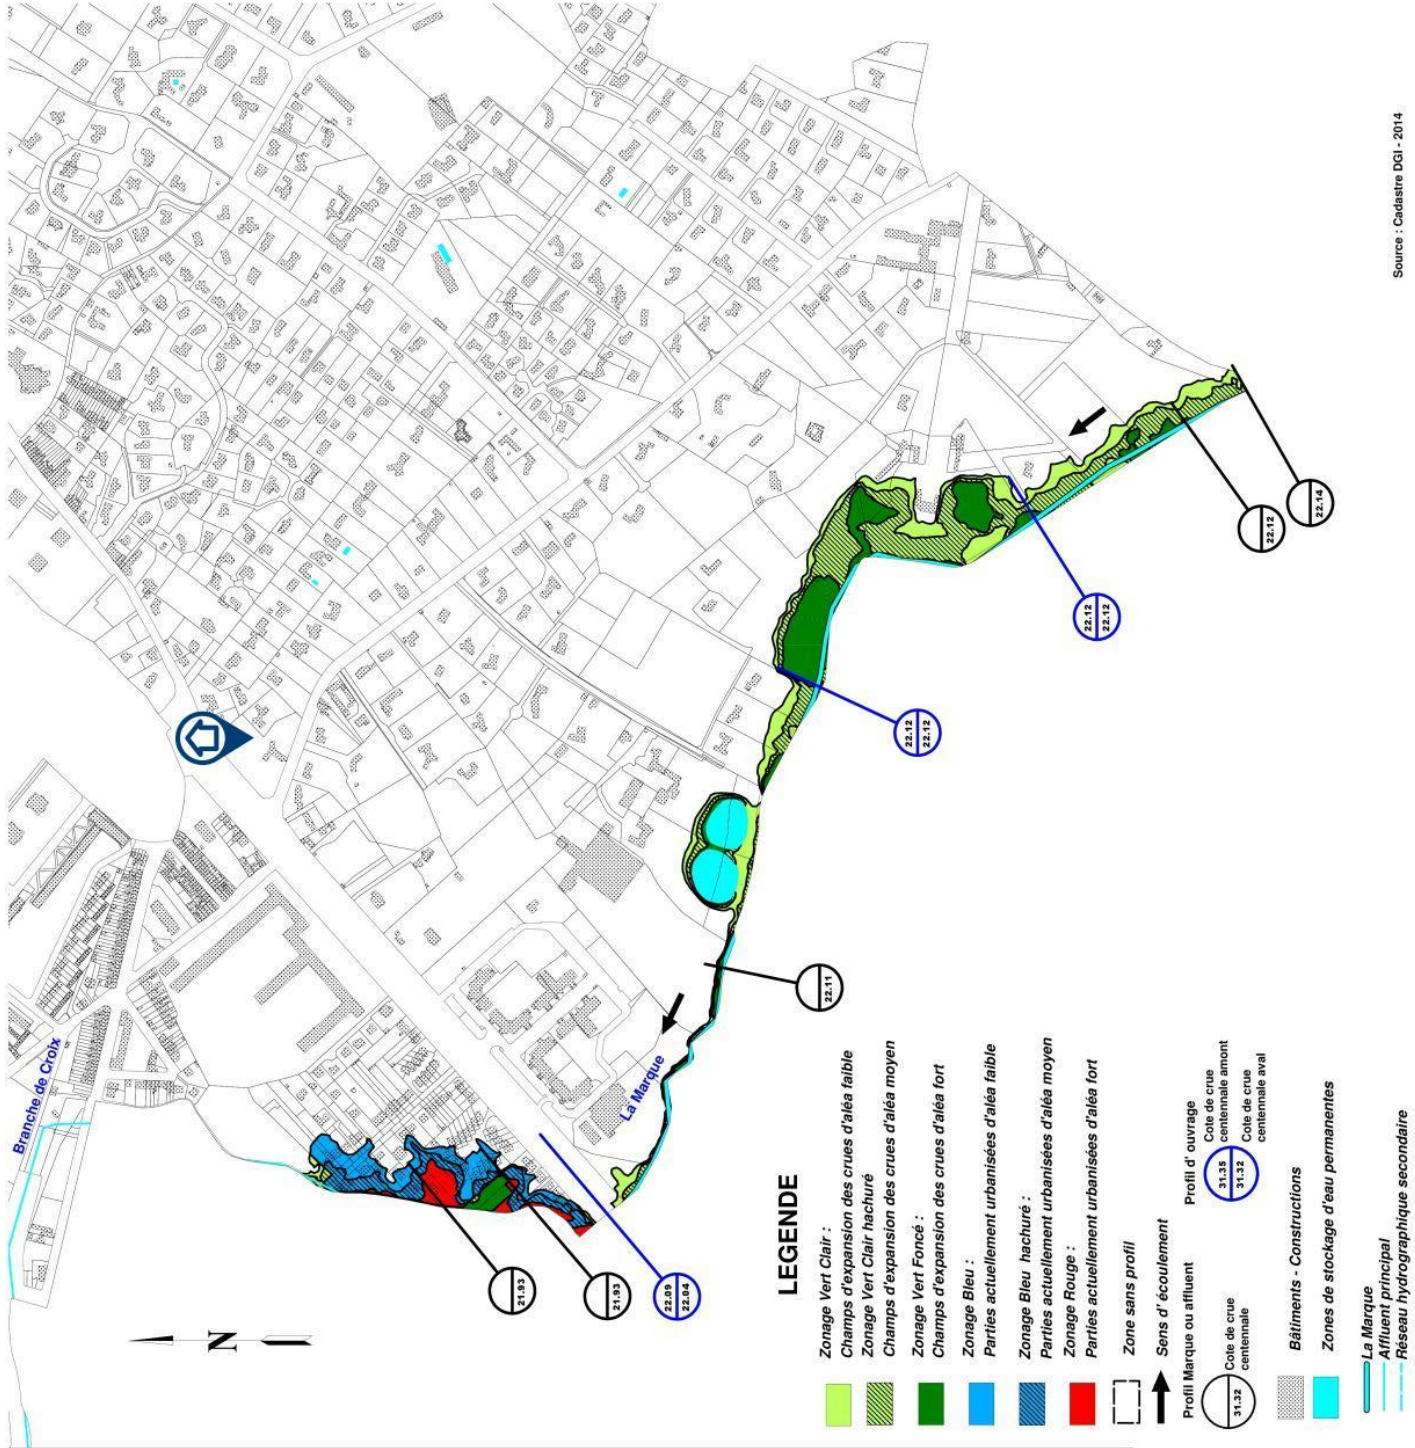 Branche de Croix
La Marque
N
22.14
22.12
22.12
22.12
22.12
22.12
22.11
22.09
22.04
21.93
21.93
LEGENDE
Zonage Vert Clair :
Champs d'expansion des crues d'aléa faible
Zonage Vert Clair hachuré
Champs d'expansion des crues d'aléa moyen
Zonage Vert Foncé :
Champs d'expansion des crues d'aléa fort
Zonage Bleu :
Parties actuellement urbanisées d'aléa faible
Zonage Bleu hachuré :
Parties actuellement urbanisées d'aléa moyen
Zonage Rouge :
Parties actuellement urbanisées d'aléa fort
Zone sans profil
Sens d' écoulement
Profil Marque ou affluent
31.32
Cote de crue
centennale
Profil d' ouvrage
31.35
31.32
Cote de crue
centennale amont
Cote de crue
centennale aval
Bâtiments - Constructions
Zones de stockage d'eau permanentes
La Marque
Affluent principal
Réseau hydrographique secondaire
Source : Cadastre DGI - 2014